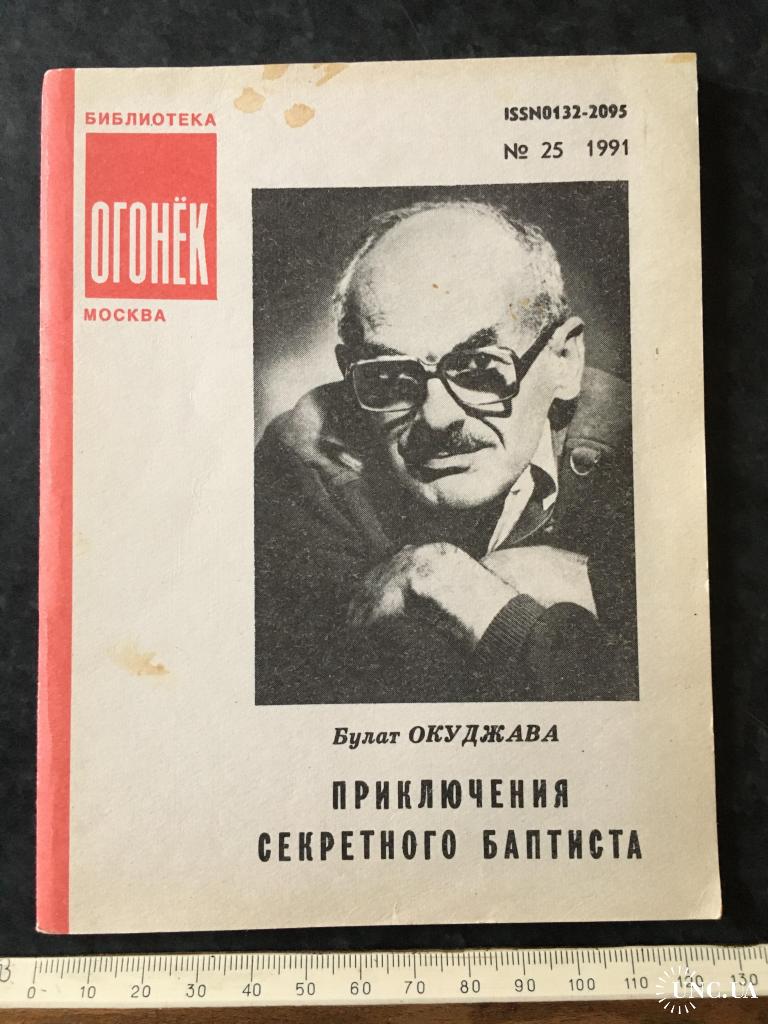 БИБЛИОТЕКА
ОГОНЁК
МОСКВА
ISSN0132-2095
№ 25 1991
Булат ОКУДЖАВА
ПРИКЛЮЧЕНИЯ
СЕКРЕТНОГО БАПТИСТА
0 10 20 30 40 50 60 70 80 90 100 110 120 130
UNC.UA